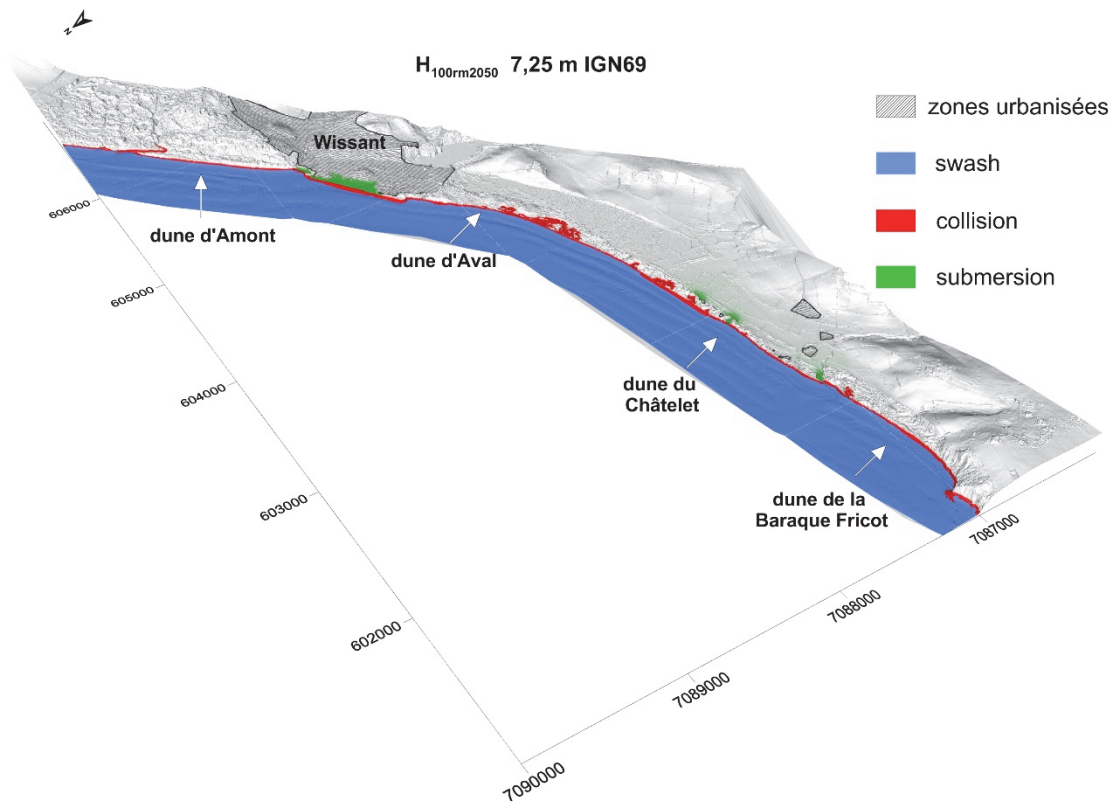 N
H100rm2050 7,25 m IGN69
zones urbanisées
swash
collision
submersion
Wissant
dune d'Amont
dune d'Aval
dune du
Châtelet
dune de la
Baraque Fricot
606000
605000
604000
603000
602000
7087000
7088000
7089000
7090000